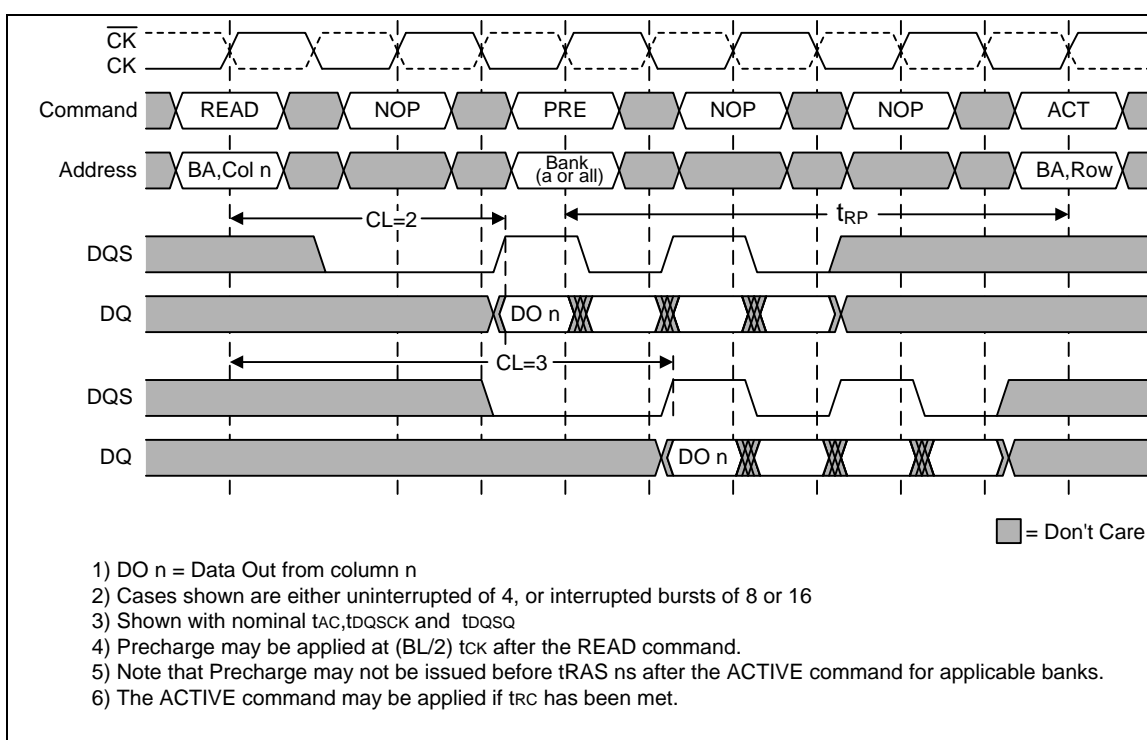 CK
CK
Command READ NOP PRE NOP NOP ACT
Address BA,Col n Bank (a or all) BA,Row
CL=2 tRP
DQS
DQ DO n
CL=3
DQS
DQ DO n
= Don't Care
1) DO n = Data Out from column n
2) Cases shown are either uninterrupted of 4, or interrupted bursts of 8 or 16
3) Shown with nominal tAC,tDQSCK and tDQSQ
4) Precharge may be applied at (BL/2) tCK after the READ command.
5) Note that Precharge may not be issued before tRAS ns after the ACTIVE command for applicable banks.
6) The ACTIVE command may be applied if tRC has been met.